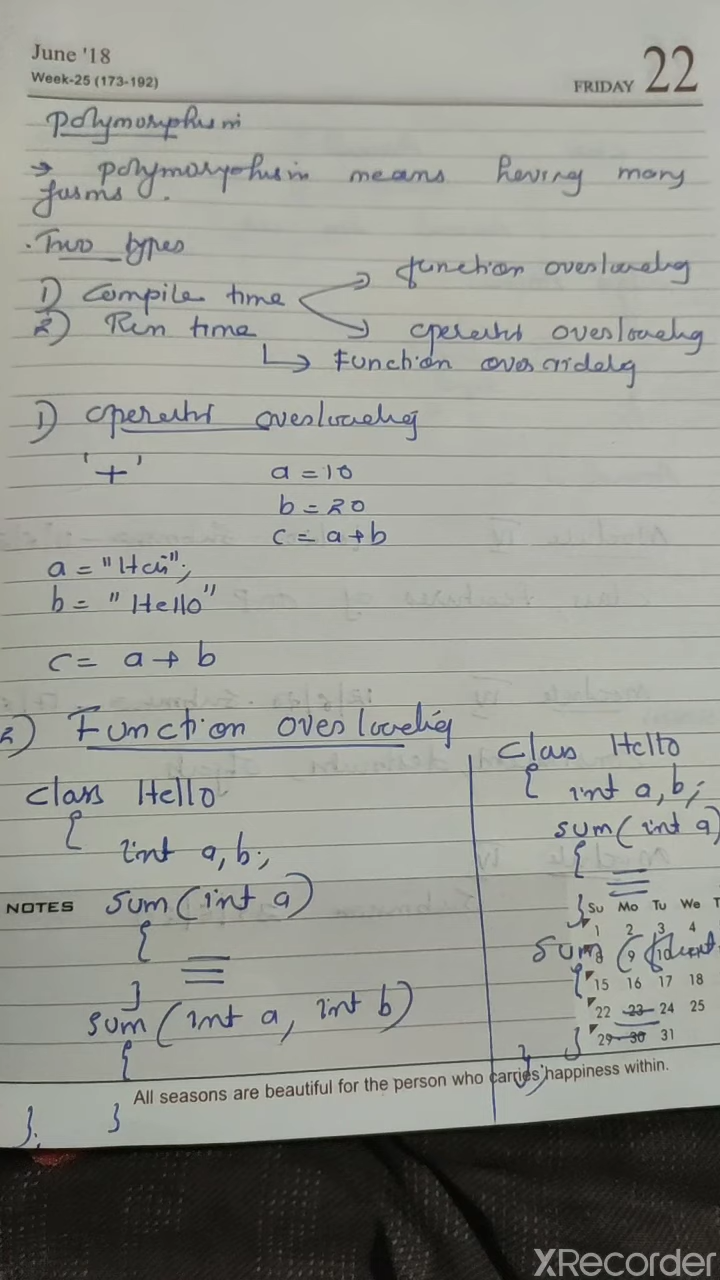 June '18
Week-25 (173-192)
FRIDAY 22
polymorphism
→ polymorphism means having many
forms.
. Two types
1) Compile time → function overloading
→ operator overloading
2) Run time
↳ Function overriding
1) operator overloading
'+' a = 10
b = 20
c = a+b
a = "Hai";
b = "Hello"
c = a + b
2) Function overloading
class Hello
{
int a, b;
sum (int a)
{
}
sum (int a, int b)
{
}
};
class Hello
{ int a, b;
sum (int a)
{
}
sum (
{
}
};
NOTES
Su Mo Tu We T
1 2 3 4
15 16 17 18
22 23 24 25
29 30 31
All seasons are beautiful for the person who carries happiness within.
XRecorder